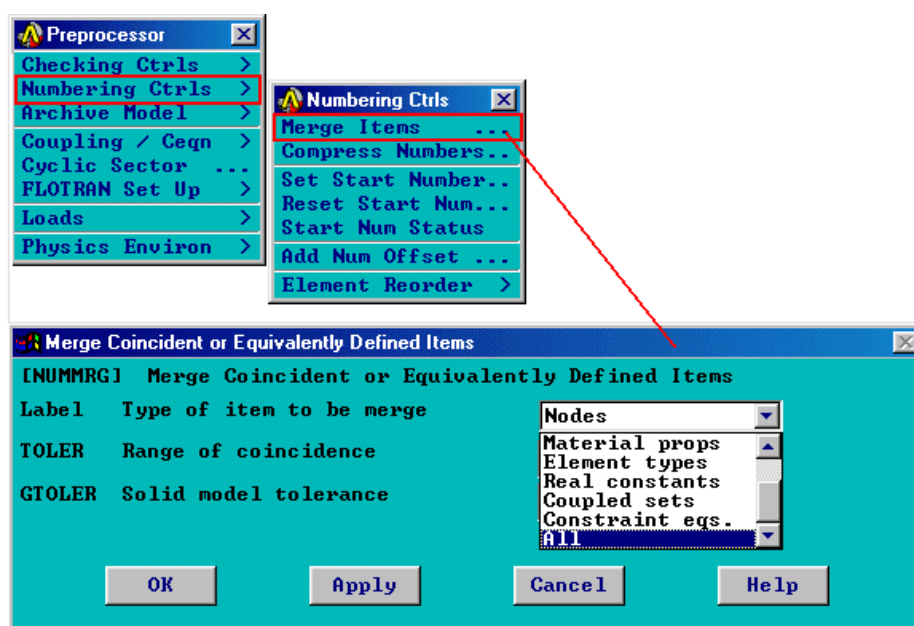 Preprocessor
Checking Ctrls >
Numbering Ctrls >
Archive Model >
Coupling / Ceqn >
Cyclic Sector ...
FLOTRAN Set Up >
Loads >
Physics Environ >
Numbering Ctrls
Merge Items ...
Compress Numbers..
Set Start Number..
Reset Start Num...
Start Num Status
Add Num Offset ...
Element Reorder >
Merge Coincident or Equivalently Defined Items
[NUMMRG] Merge Coincident or Equivalently Defined Items
Label Type of item to be merge Nodes
Material props
Element types
TOLER Range of coincidence
Real constants
Coupled sets
GTOLER Solid model tolerance
Constraint eqs.
All
OK Apply Cancel Help